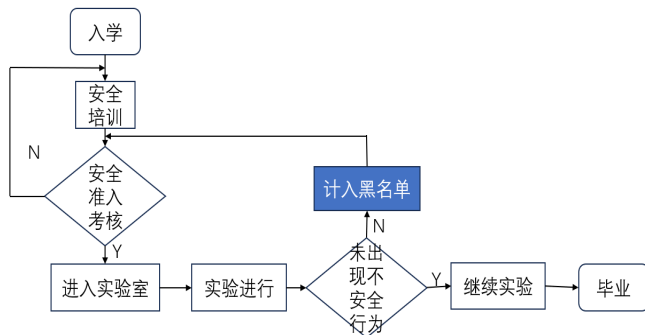 入学
安全
培训
N
安全
准入
考核
Y
计入黑名单
N
进入实验室
实验进行
未出
现不
安全
行为
Y
继续实验
毕业